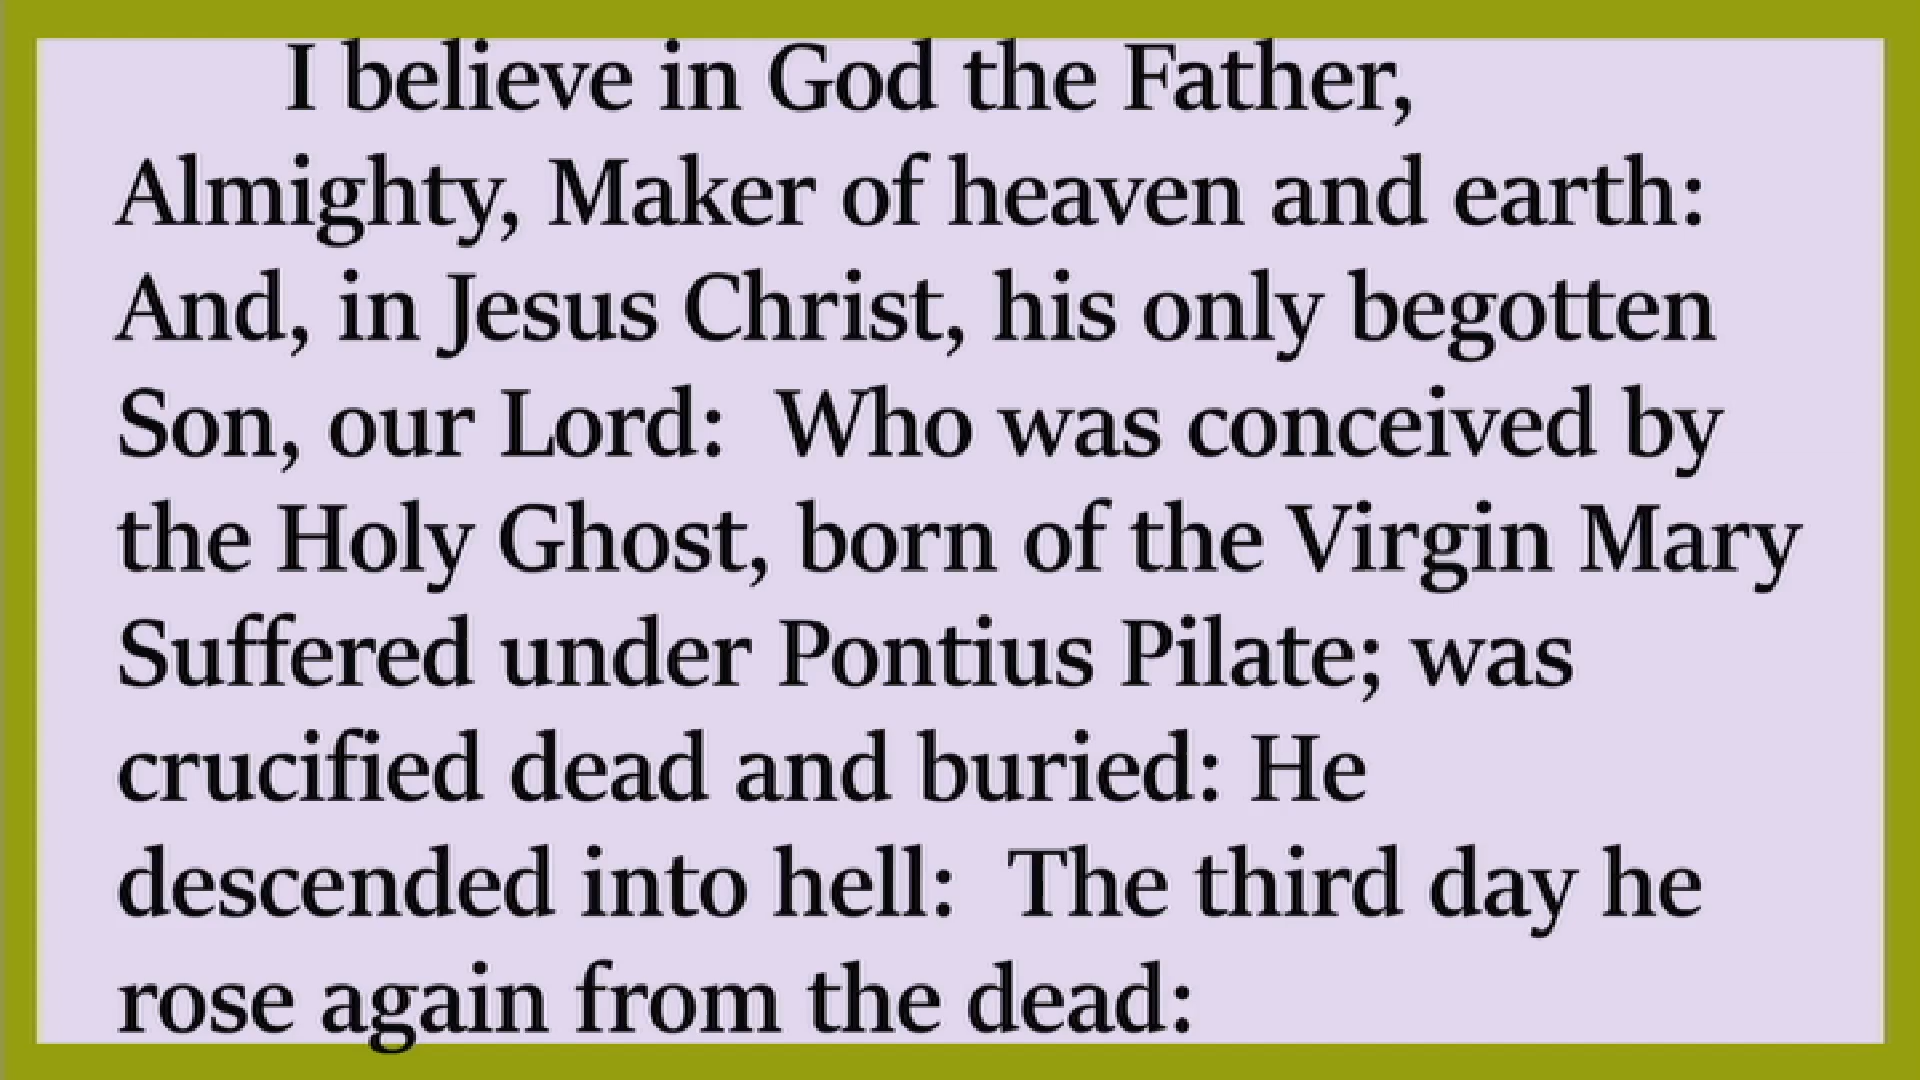 I believe in God the Father,
Almighty, Maker of heaven and earth:
And, in Jesus Christ, his only begotten
Son, our Lord:  Who was conceived by
the Holy Ghost, born of the Virgin Mary
Suffered under Pontius Pilate; was
crucified dead and buried: He
descended into hell:  The third day he
rose again from the dead: